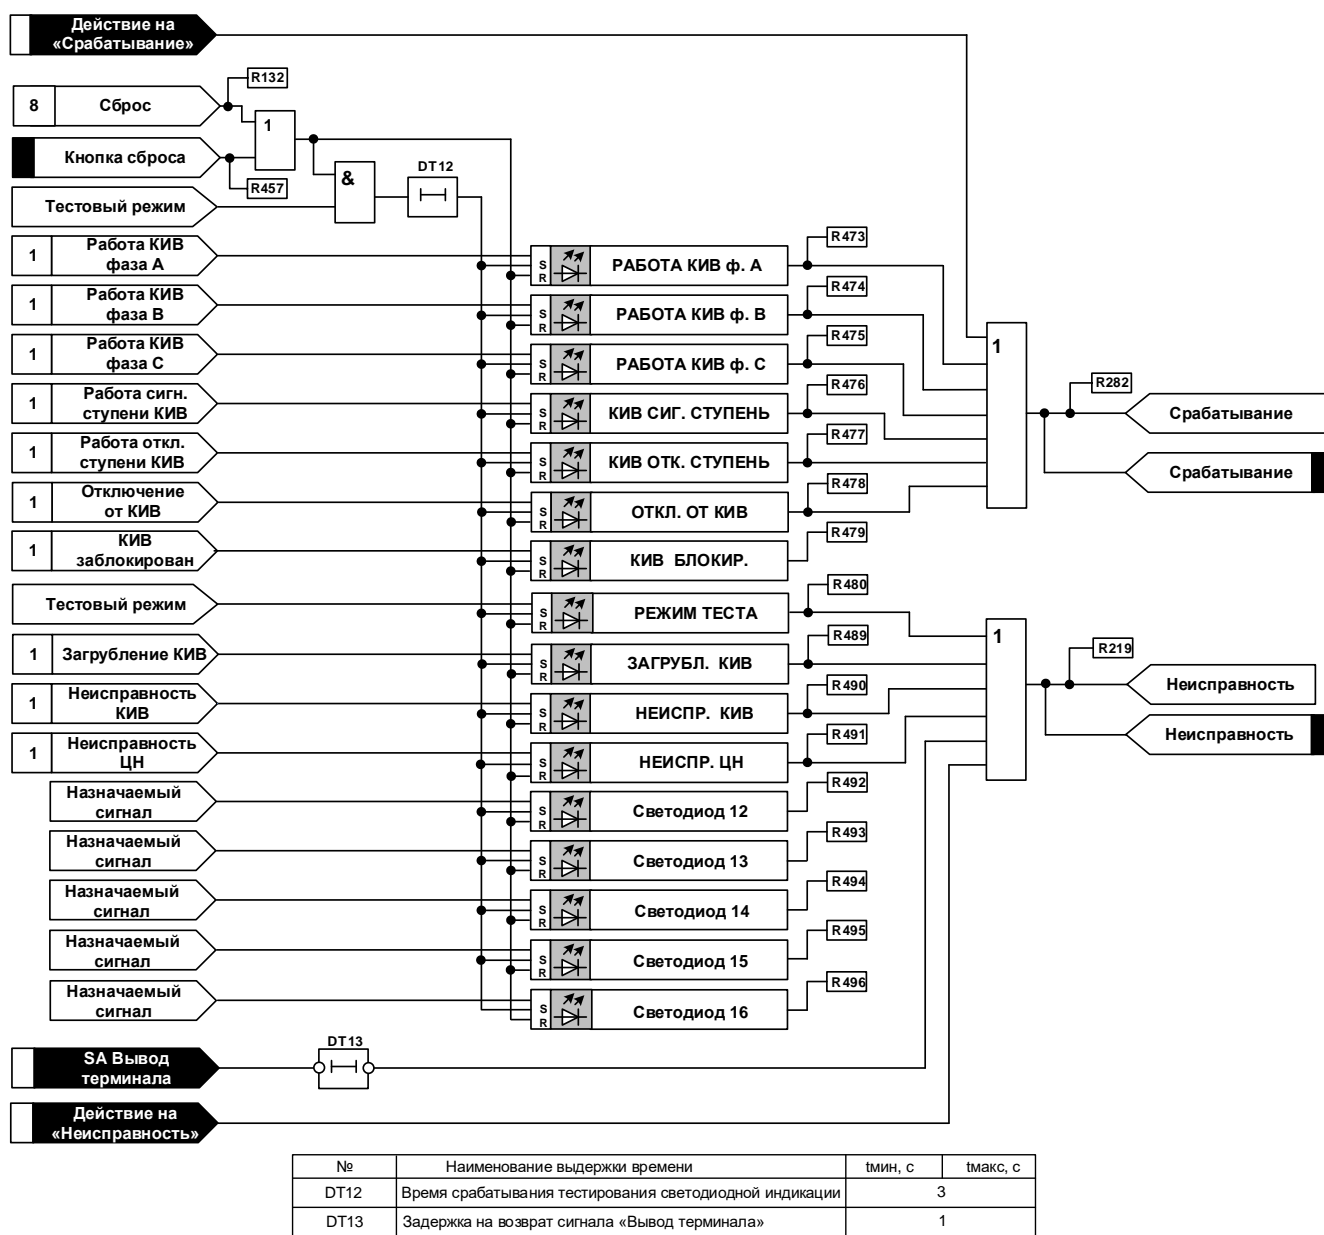 Действие на
«Срабатывание»
R132
8 Сброс
1
Кнопка сброса
R457
&
DT12
Тестовый режим
1 Работа КИВ
фаза А
S
R
РАБОТА КИВ ф. А
R473
1 Работа КИВ
фаза В
S
R
РАБОТА КИВ ф. В
R474
1 Работа КИВ
фаза С
S
R
РАБОТА КИВ ф. С
R475
1 Работа сигн.
ступени КИВ
S
R
КИВ СИГ. СТУПЕНЬ
R476
1 Работа откл.
ступени КИВ
S
R
КИВ ОТК. СТУПЕНЬ
R477
1 Отключение
от КИВ
S
R
ОТКЛ. ОТ КИВ
R478
1 КИВ
заблокирован
S
R
КИВ БЛОКИР.
R479
1
R282
Срабатывание
Срабатывание
Тестовый режим
S
R
РЕЖИМ ТЕСТА
R480
1 Загрубление КИВ
S
R
ЗАГРУБЛ. КИВ
R489
1 Неисправность
КИВ
S
R
НЕИСПР. КИВ
R490
1 Неисправность
ЦН
S
R
НЕИСПР. ЦН
R491
1
R219
Неисправность
Неисправность
Назначаемый
сигнал
S
R
Светодиод 12
R492
Назначаемый
сигнал
S
R
Светодиод 13
R493
Назначаемый
сигнал
S
R
Светодиод 14
R494
Назначаемый
сигнал
S
R
Светодиод 15
R495
Назначаемый
сигнал
S
R
Светодиод 16
R496
SA Вывод
терминала
DT13
Действие на
«Неисправность»
№ Наименование выдержки времени tмин, с tмакс, с
DT12 Время срабатывания тестирования светодиодной индикации 3
DT13 Задержка на возврат сигнала «Вывод терминала» 1